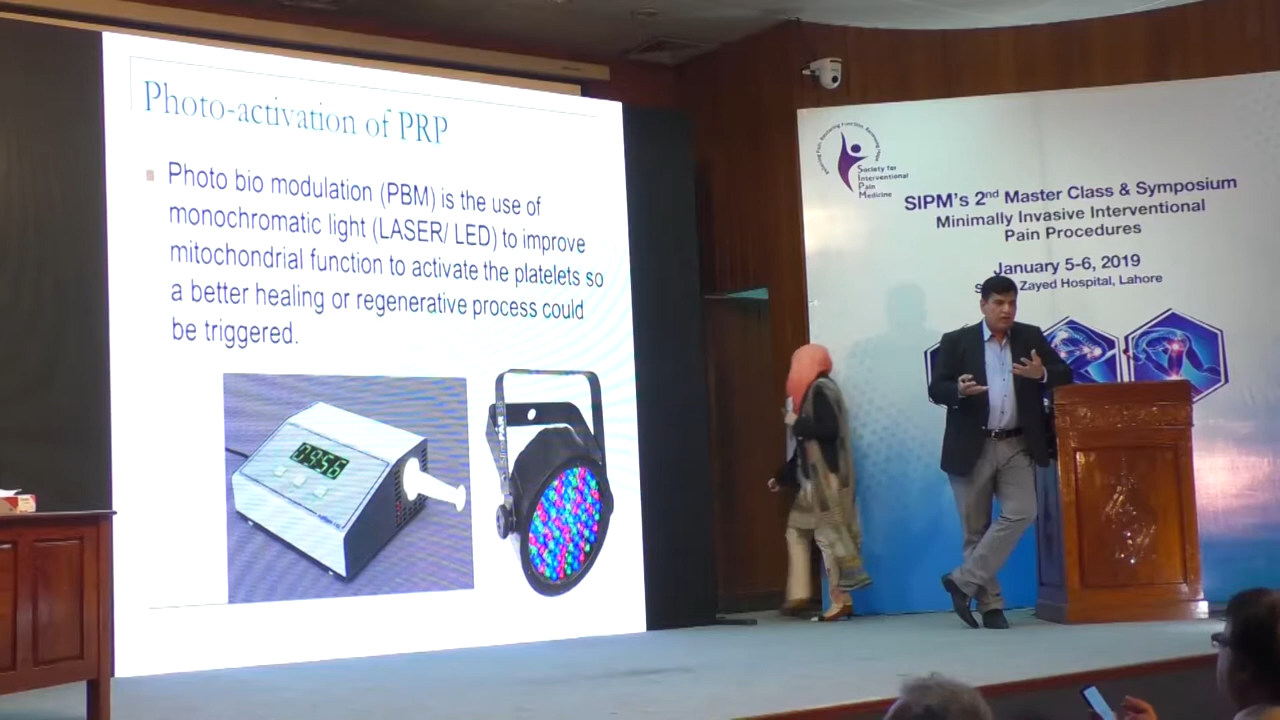 Photo-activation of PRP
Photo bio modulation (PBM) is the use of
monochromatic light (LASER/ LED) to improve
mitochondrial function to activate the platelets so
a better healing or regenerative process could
be triggered.
0956
PAR
Society for
Interventional
Pain
Medicine
SIPM's 2nd Master Class & Symposium
Minimally Invasive Interventional
Pain Procedures
January 5-6, 2019
Zayed Hospital, Lahore